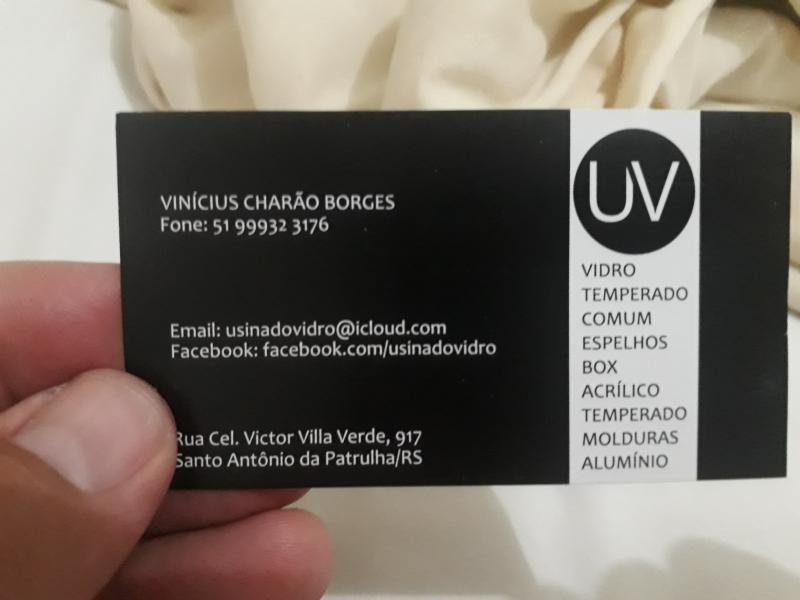 VINÍCIUS CHARÃO BORGES
Fone: 51 99932 3176
Email: usinadovidro@icloud.com
Facebook: facebook.com/usinadovidro
Rua Cel. Victor Villa Verde, 917
Santo Antônio da Patrulha/RS
UV
VIDRO
TEMPERADO
COMUM
ESPELHOS
BOX
ACRÍLICO
TEMPERADO
MOLDURAS
ALUMÍNIO